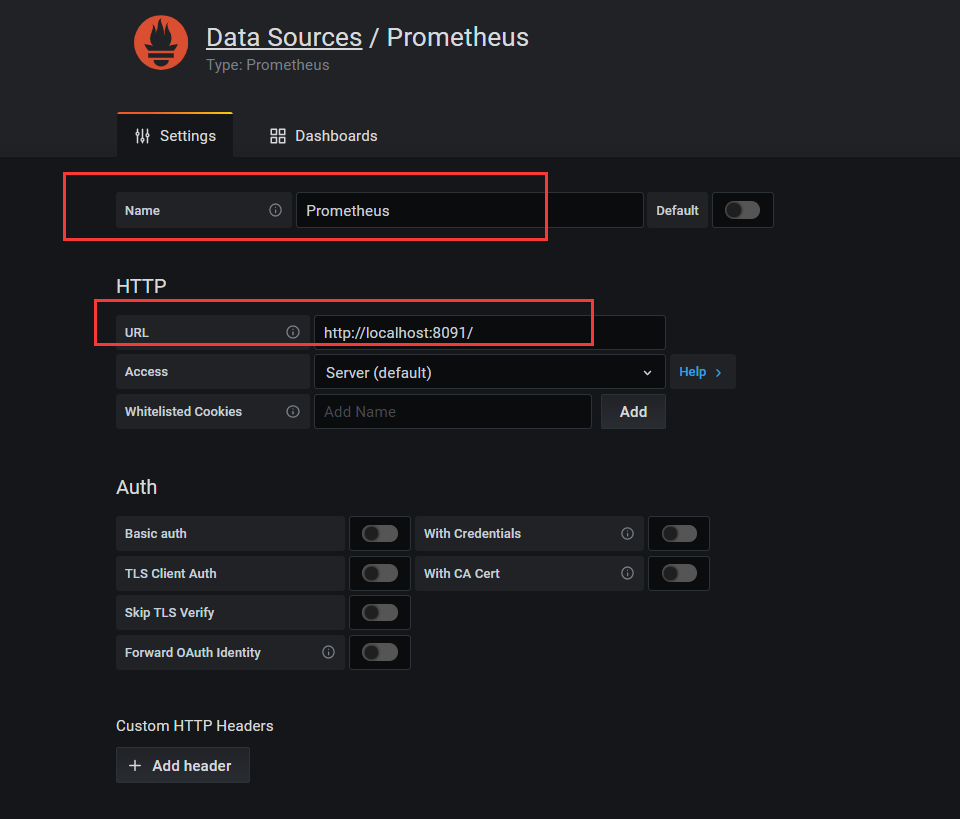 Data Sources / Prometheus
Type: Prometheus
Settings
Dashboards
Name
Prometheus
Default
HTTP
URL
http://localhost:8091/
Access
Server (default)
Help
Whitelisted Cookies
Add Name
Add
Auth
Basic auth
With Credentials
TLS Client Auth
With CA Cert
Skip TLS Verify
Forward OAuth Identity
Custom HTTP Headers
Add header